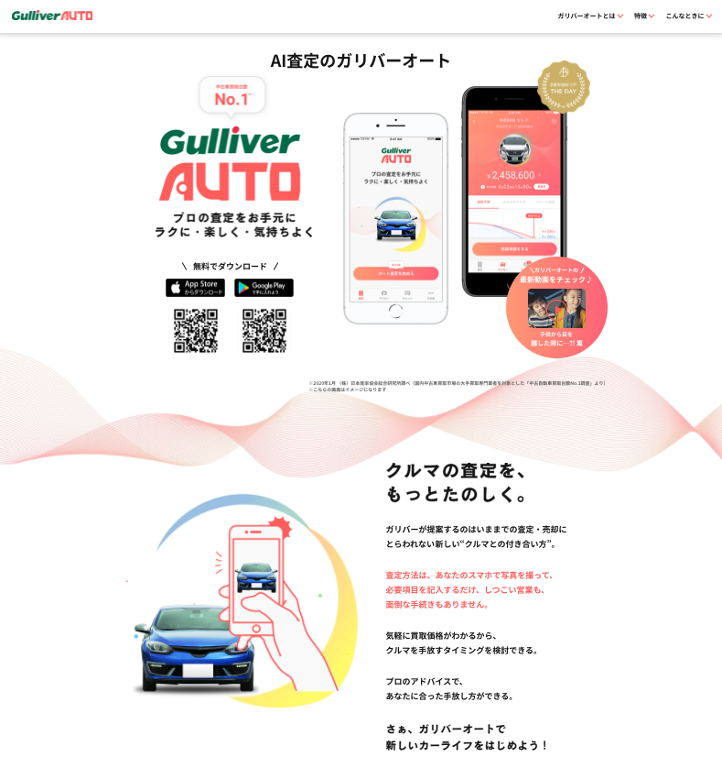 Gulliver AUTO
ガリバーオートとは
特徴
こんなときに
AI査定のガリバーオート
中古車買取台数
No.1
Gulliver
AUTO
プロの査定をお手元に
ラクに・楽しく・気持ちよく
無料でダウンロード
App Store
からダウンロード
Google Play
で手に入れよう
Gulliver
AUTO
プロの査定をお手元に
ラクに・楽しく・気持ちよく
オート査定を始める
¥2,458,600
THE DAY
ガリバーオートの
最新動画をチェック♪
子供から目を
離した隙に…?!篇
※2020年1月 （株）日本能率協会総合研究所調べ（国内中古車買取市場の大手買取専門業者を対象とした「中古自動車買取台数No.1調査」より）
※こちらの画像はイメージになります
クルマの査定を、
もっとたのしく。
ガリバーが提案するのはいままでの査定・売却に
とらわれない新しい“クルマとの付き合い方”。
査定方法は、あなたのスマホで写真を撮って、
必要項目を記入するだけ、しつこい営業も、
面倒な手続きもありません。
気軽に買取価格がわかるから、
クルマを手放すタイミングを検討できる。
プロのアドバイスで、
あなたに合った手放し方ができる。
さぁ、ガリバーオートで
新しいカーライフをはじめよう！